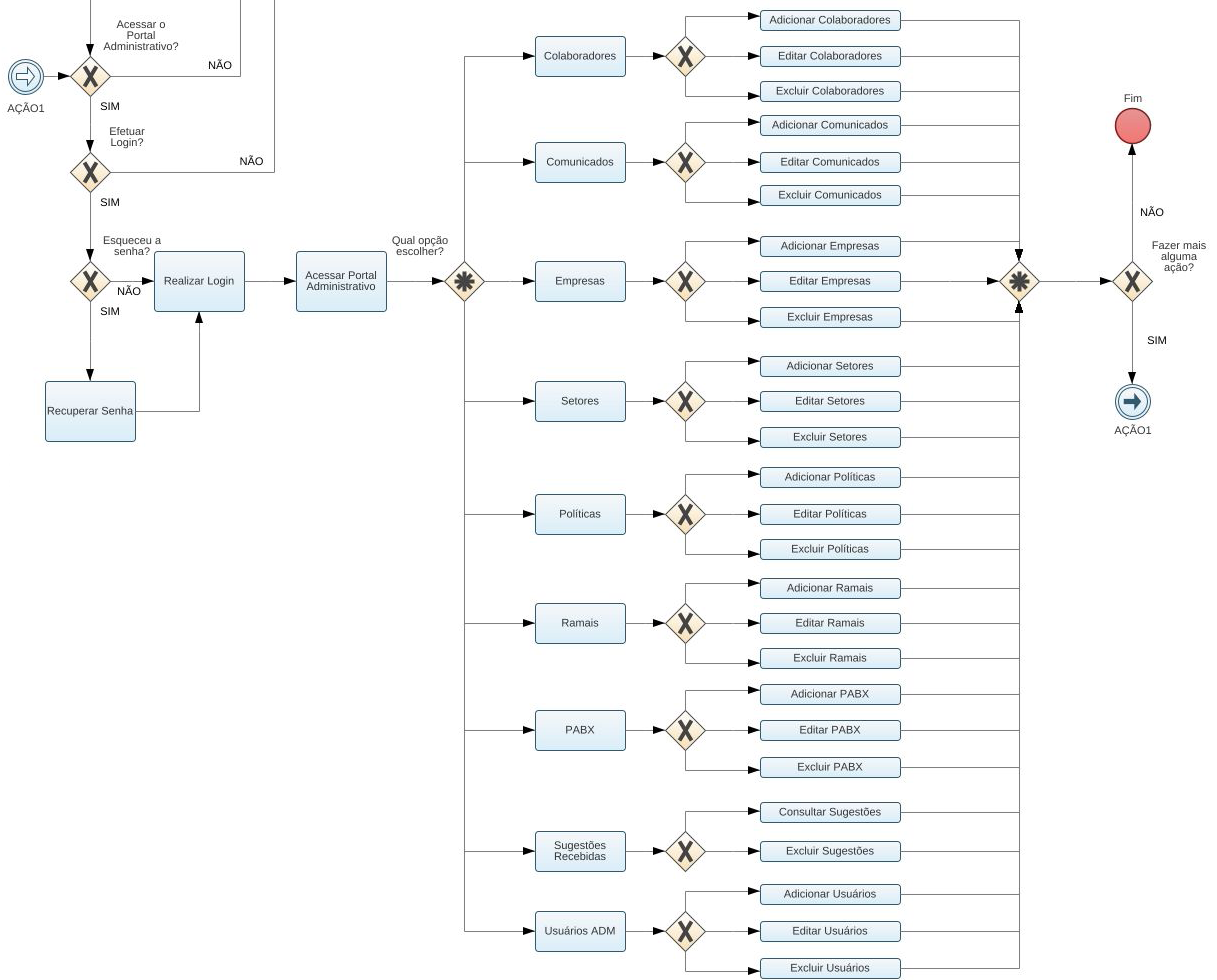 Acessar o
Portal
Administrativo?
NÃO
AÇÃO1
SIM
Efetuar
Login?
NÃO
SIM
Esqueceu a
senha?
NÃO
SIM
Realizar Login
Recuperar Senha
Acessar Portal
Administrativo
Qual opção
escolher?
Colaboradores
Adicionar Colaboradores
Editar Colaboradores
Excluir Colaboradores
Comunicados
Adicionar Comunicados
Editar Comunicados
Excluir Comunicados
Empresas
Adicionar Empresas
Editar Empresas
Excluir Empresas
Setores
Adicionar Setores
Editar Setores
Excluir Setores
Políticas
Adicionar Políticas
Editar Políticas
Excluir Políticas
Ramais
Adicionar Ramais
Editar Ramais
Excluir Ramais
PABX
Adicionar PABX
Editar PABX
Excluir PABX
Sugestões
Recebidas
Consultar Sugestões
Excluir Sugestões
Usuários ADM
Adicionar Usuários
Editar Usuários
Excluir Usuários
Fim
NÃO
Fazer mais
alguma
ação?
SIM
AÇÃO1